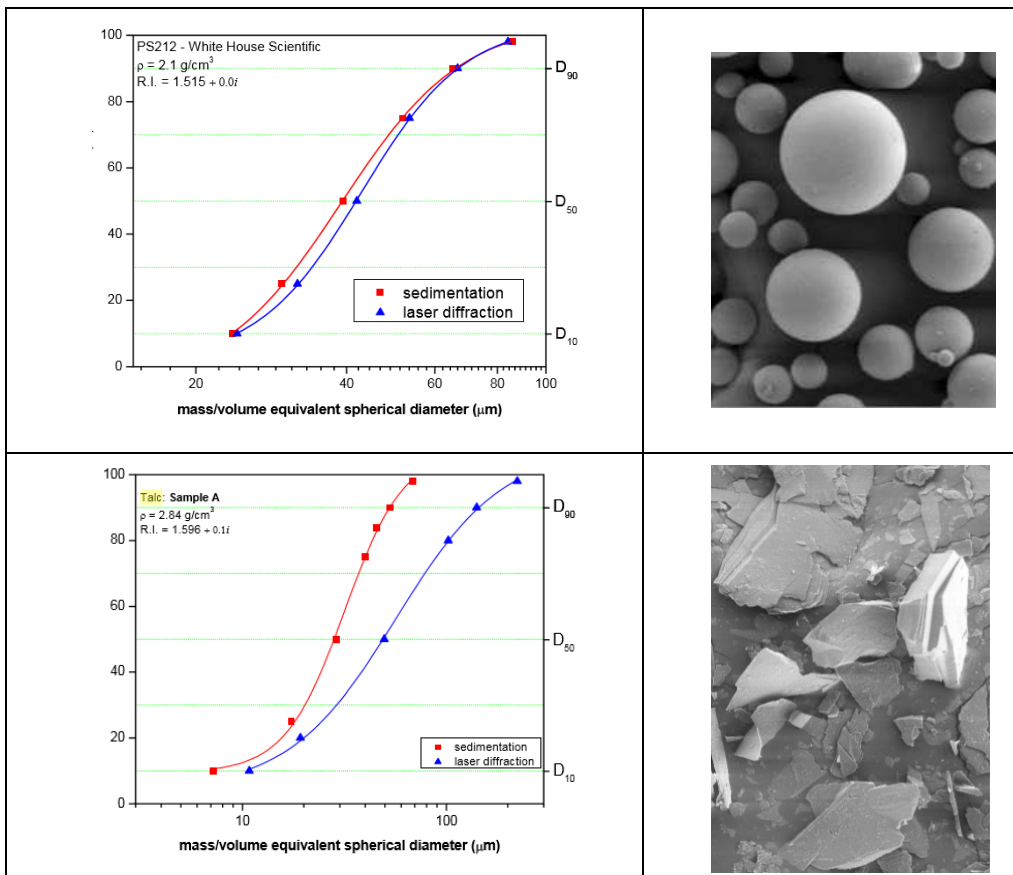 PS212 - White House Scientific
ρ = 2.1 g/cm³
R.I. = 1.515 + 0.0i
100
80
60
40
20
0
D₉₀
D₅₀
D₁₀
sedimentation
laser diffraction
20
40
60
80
100
mass/volume equivalent spherical diameter (μm)
Talc: Sample A
ρ = 2.84 g/cm³
R.I. = 1.596 + 0.1i
100
80
60
40
20
0
D₉₀
D₅₀
D₁₀
sedimentation
laser diffraction
10
100
mass/volume equivalent spherical diameter (μm)